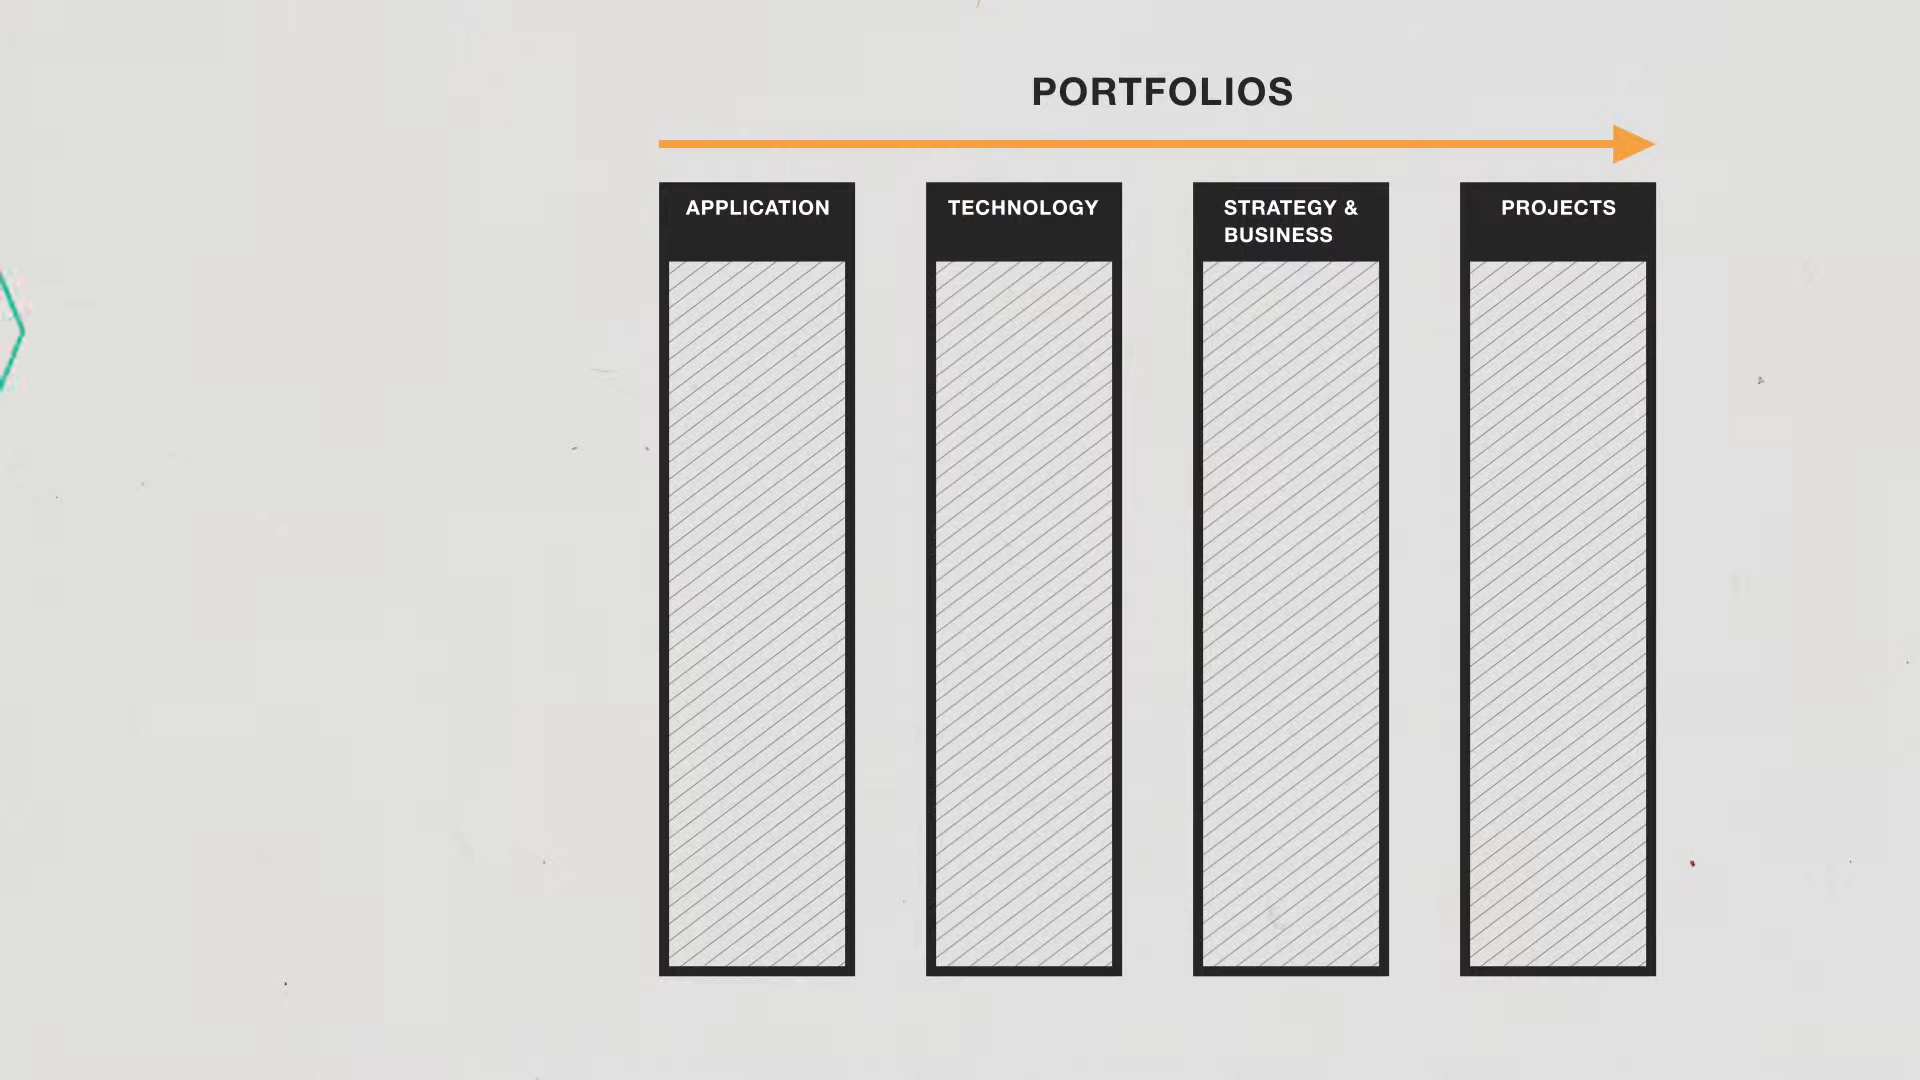 PORTFOLIOS
APPLICATION
TECHNOLOGY
STRATEGY &
BUSINESS
PROJECTS